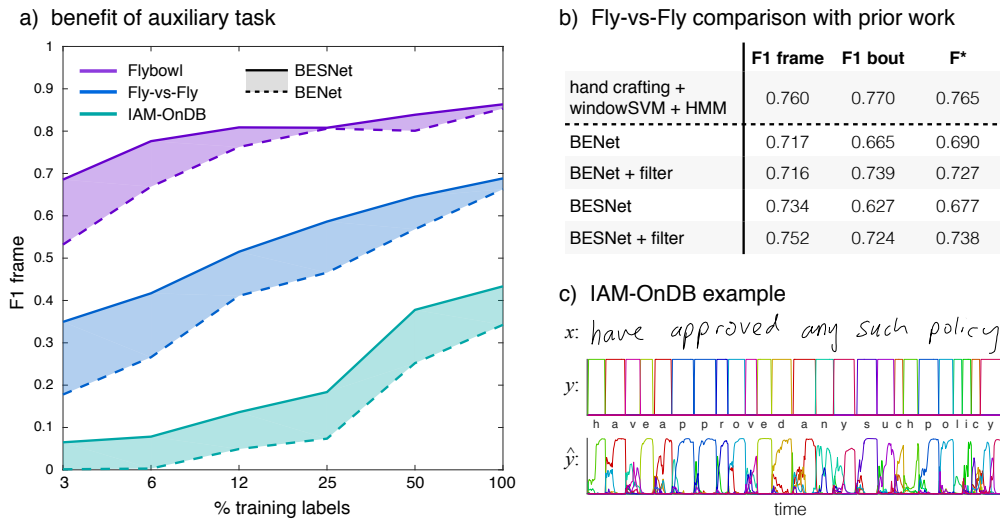 a) benefit of auxiliary task
1
0.9
0.8
0.7
0.6
0.5
0.4
0.3
0.2
0.1
0
F1 frame
Flybowl
Fly-vs-Fly
IAM-OnDB
BESNet
BENet
3 6 12 25 50 100
% training labels
b) Fly-vs-Fly comparison with prior work
F1 frame F1 bout F*
hand crafting +
windowSVM + HMM 0.760 0.770 0.765
BENet 0.717 0.665 0.690
BENet + filter 0.716 0.739 0.727
BESNet 0.734 0.627 0.677
BESNet + filter 0.752 0.724 0.738
c) IAM-OnDB example
x: have approved any such policy
y:
h a v e a p p r o v e d a n y s u c h p o l i c y
ŷ:
time